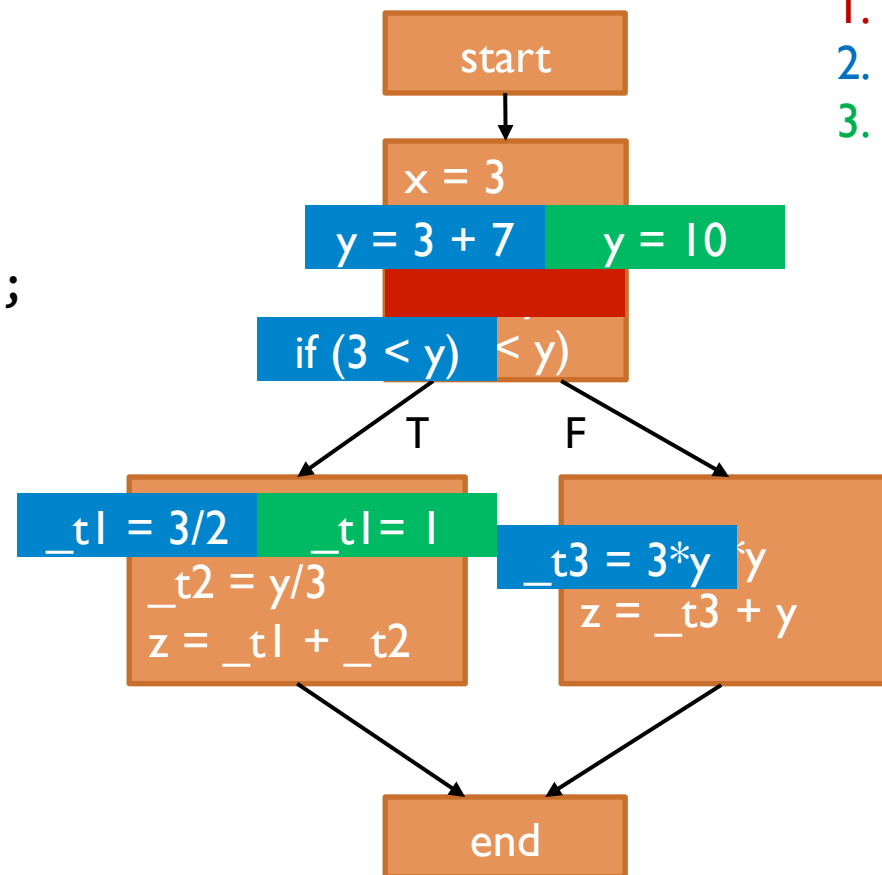 1.
start
2.
3.
x = 3
y = 3 + 7 y = 10
;
if (3 < y) < y)
T F
_t1 = 3/2 _t1= 1
_t3 = 3*y *y
_t2 = y/3
z = _t3 + y
z = _t1 + _t2
end